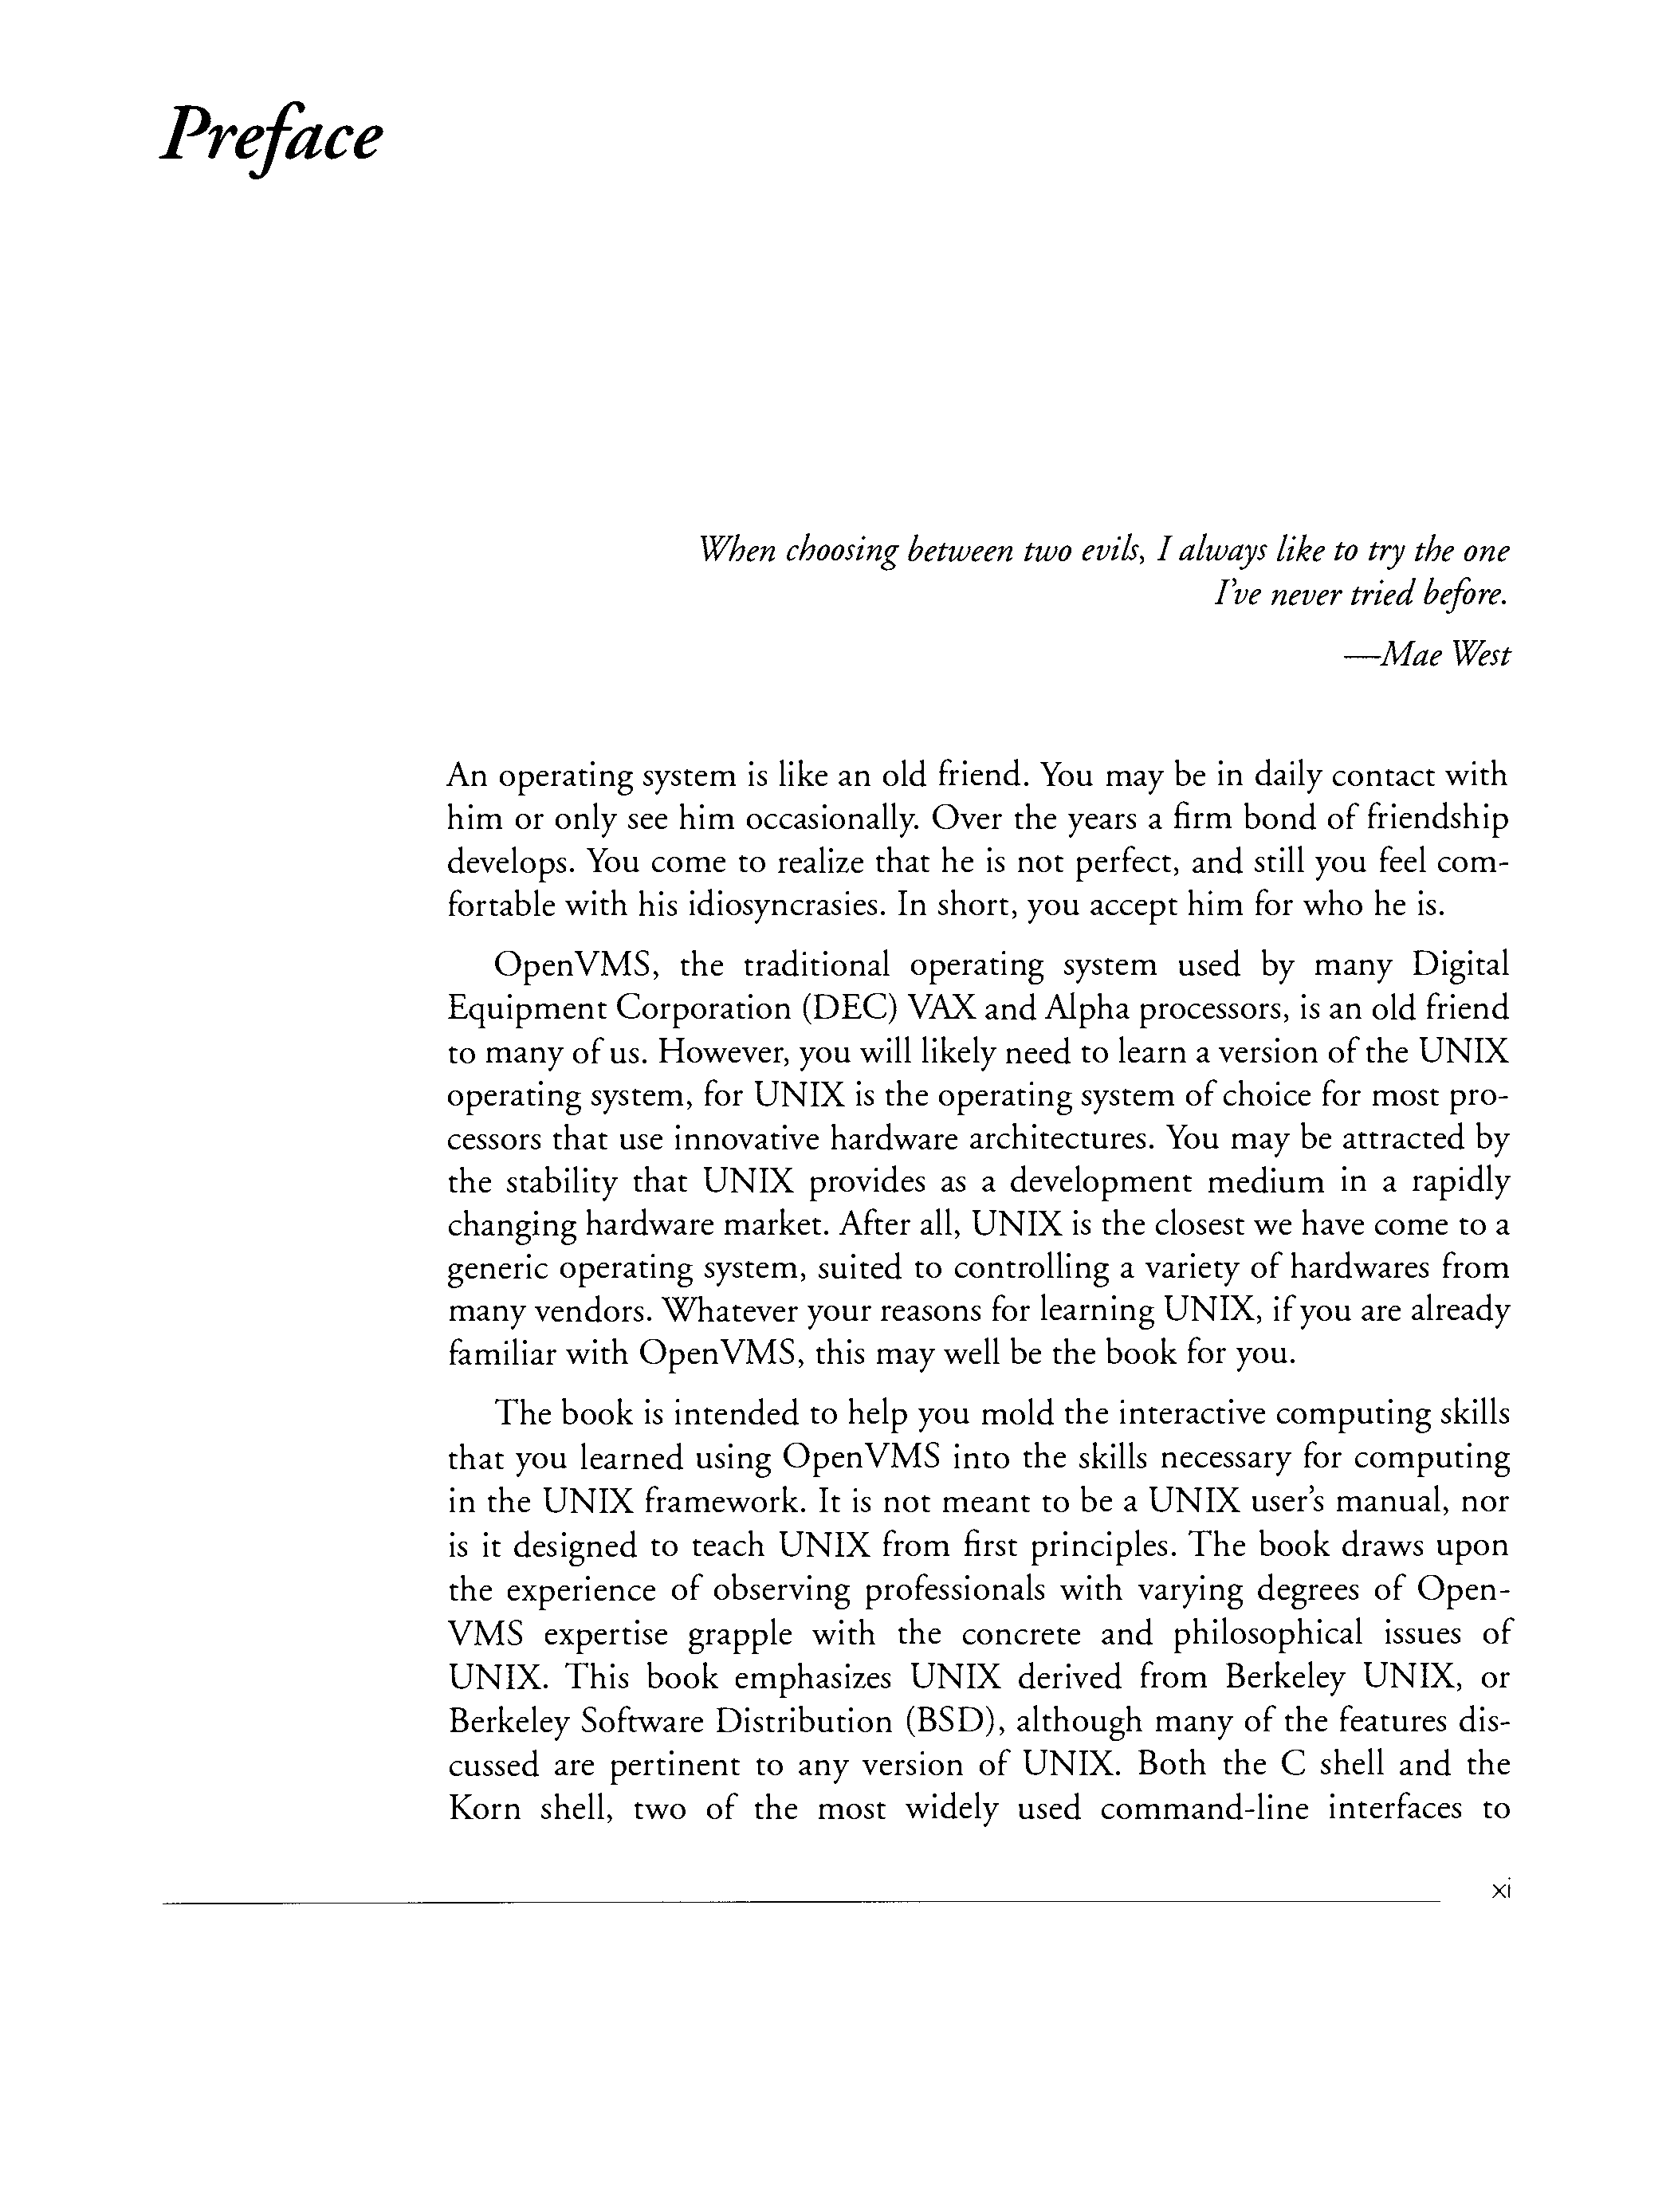 Preface
When choosing between two evils, I always like to try the one
I've never tried before.
—Mae West
An operating system is like an old friend. You may be in daily contact with
him or only see him occasionally. Over the years a firm bond of friendship
develops. You come to realize that he is not perfect, and still you feel com-
fortable with his idiosyncrasies. In short, you accept him for who he is.
OpenVMS, the traditional operating system used by many Digital
Equipment Corporation (DEC) VAX and Alpha processors, is an old friend
to many of us. However, you will likely need to learn a version of the UNIX
operating system, for UNIX is the operating system of choice for most pro-
cessors that use innovative hardware architectures. You may be attracted by
the stability that UNIX provides as a development medium in a rapidly
changing hardware market. After all, UNIX is the closest we have come to a
generic operating system, suited to controlling a variety of hardwares from
many vendors. Whatever your reasons for learning UNIX, if you are already
familiar with OpenVMS, this may well be the book for you.
The book is intended to help you mold the interactive computing skills
that you learned using OpenVMS into the skills necessary for computing
in the UNIX framework. It is not meant to be a UNIX user's manual, nor
is it designed to teach UNIX from first principles. The book draws upon
the experience of observing professionals with varying degrees of Open-
VMS expertise grapple with the concrete and philosophical issues of
UNIX. This book emphasizes UNIX derived from Berkeley UNIX, or
Berkeley Software Distribution (BSD), although many of the features dis-
cussed are pertinent to any version of UNIX. Both the C shell and the
Korn shell, two of the most widely used command-line interfaces to
xi